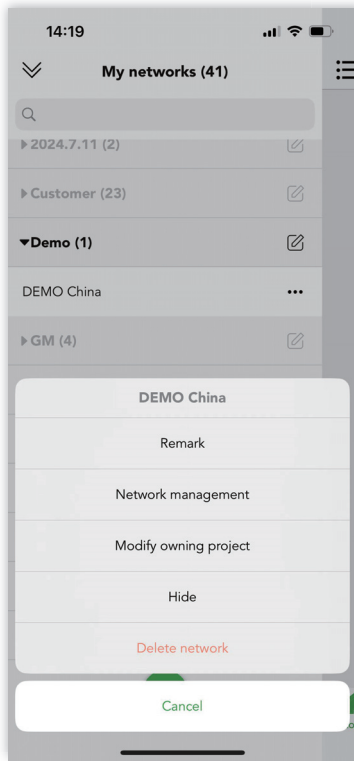 14:19
My networks (41)
2024.7.11 (2)
Customer (23)
Demo (1)
DEMO China
GM (4)
DEMO China
Remark
Network management
Modify owning project
Hide
Delete network
Cancel